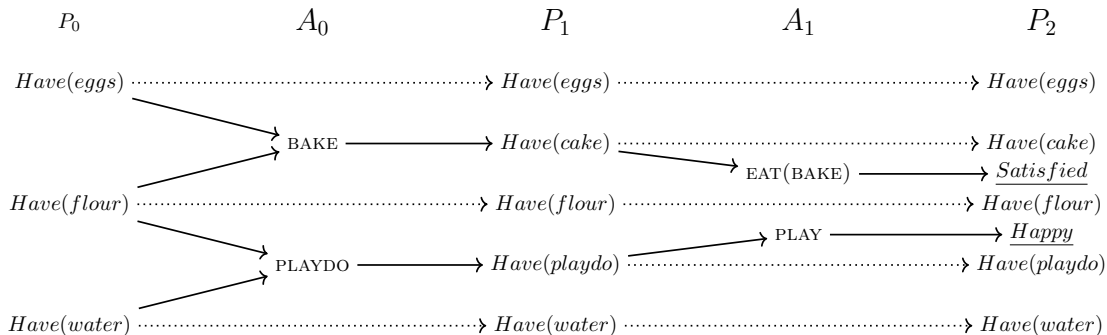 P₀ A₀ P₁ A₁ P₂
Have(eggs) Have(eggs) Have(eggs)
BAKE Have(cake) Have(cake)
EAT(BAKE) Satisfied
Have(flour) Have(flour) Have(flour)
PLAY Happy
PLAYDO Have(playdo) Have(playdo)
Have(water) Have(water) Have(water)